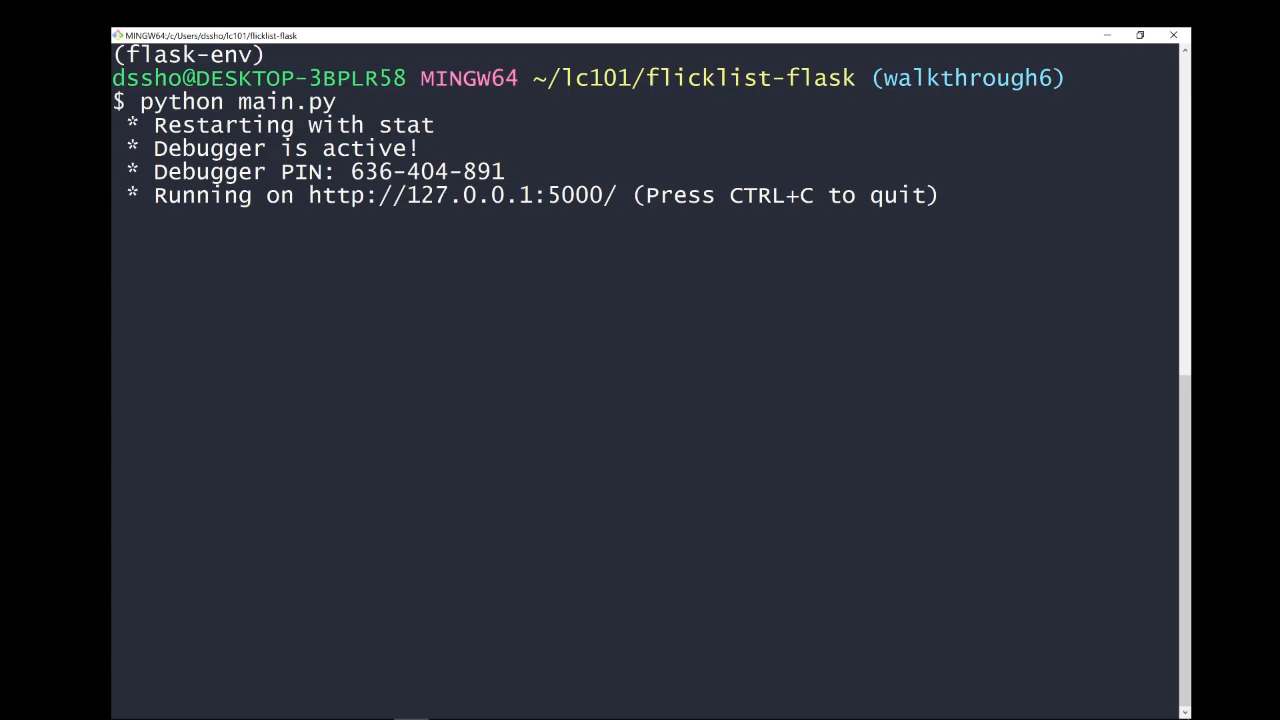 MINGW64:/c/Users/dssho/lc101/flicklist-flask
(flask-env)
dssho@DESKTOP-3BPLR58 MINGW64 ~/lc101/flicklist-flask (walkthrough6)
$ python main.py
 * Restarting with stat
 * Debugger is active!
 * Debugger PIN: 636-404-891
 * Running on http://127.0.0.1:5000/ (Press CTRL+C to quit)